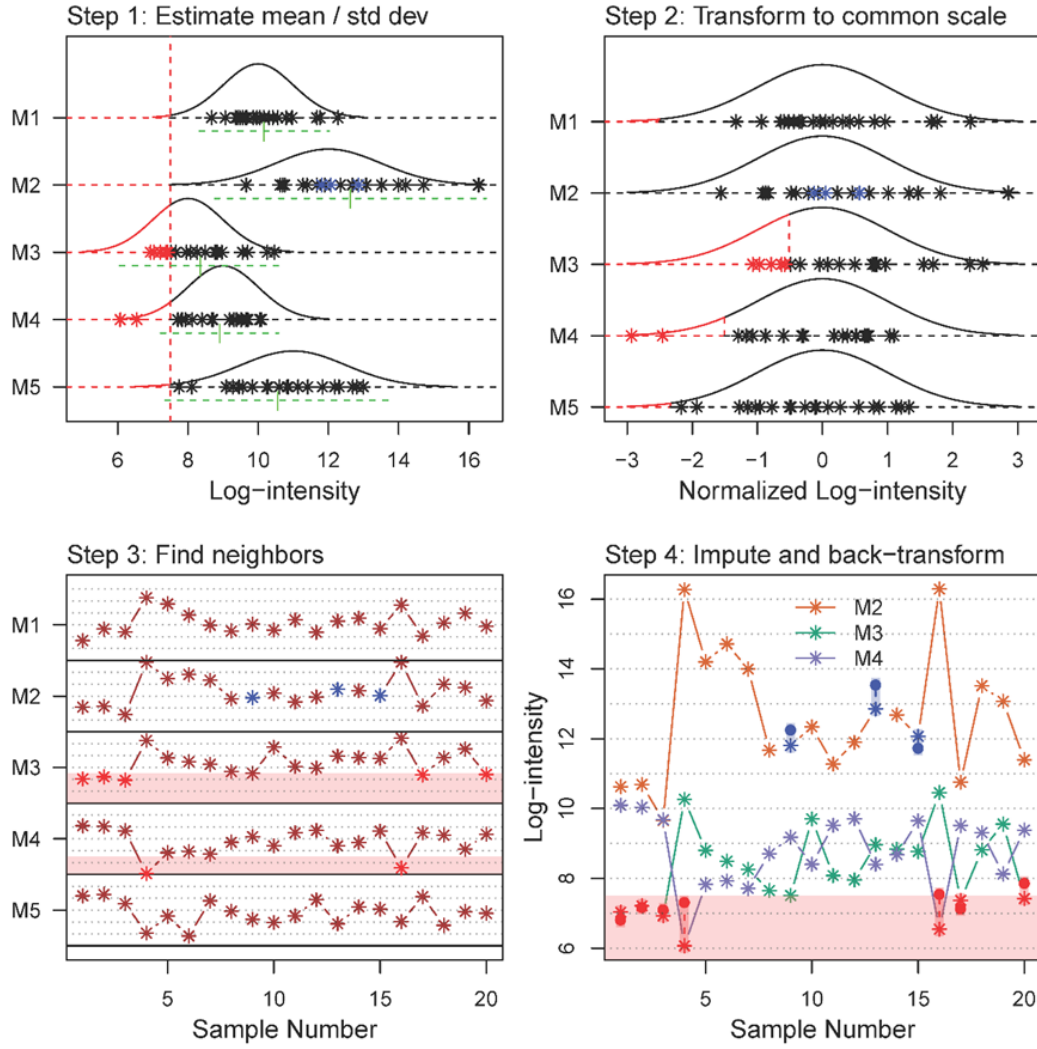 Step 1: Estimate mean / std dev
M1
M2
M3
M4
M5
6 8 10 12 14 16
Log−intensity
Step 2: Transform to common scale
M1
M2
M3
M4
M5
−3 −2 −1 0 1 2 3
Normalized Log−intensity
Step 3: Find neighbors
M1
M2
M3
M4
M5
5 10 15 20
Sample Number
Step 4: Impute and back−transform
Log−intensity
16
14
12
10
8
6
M2
M3
M4
5 10 15 20
Sample Number